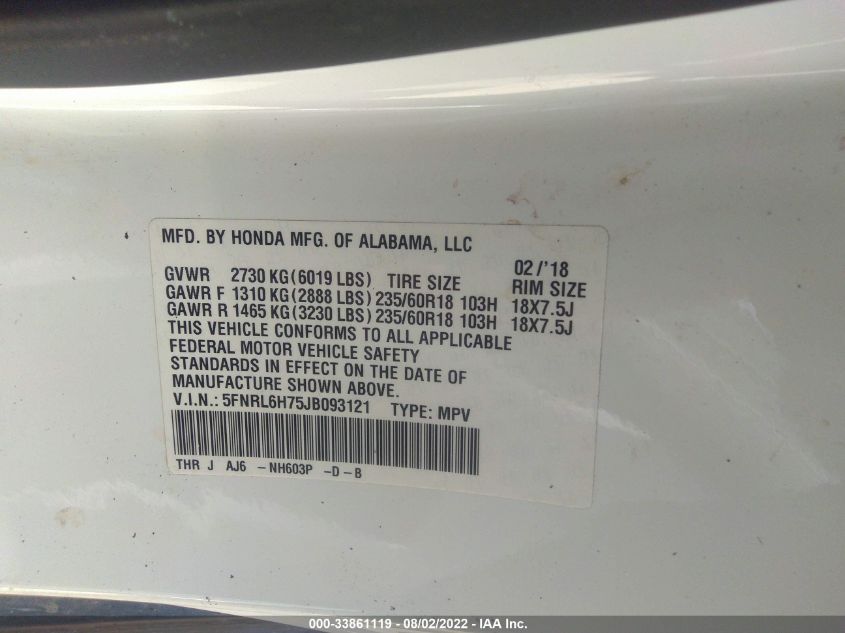 MFD. BY HONDA MFG. OF ALABAMA, LLC
02/'18
GVWR 2730 KG(6019 LBS) TIRE SIZE RIM SIZE
GAWR F 1310 KG(2888 LBS) 235/60R18 103H 18X7.5J
GAWR R 1465 KG(3230 LBS) 235/60R18 103H 18X7.5J
THIS VEHICLE CONFORMS TO ALL APPLICABLE
FEDERAL MOTOR VEHICLE SAFETY
STANDARDS IN EFFECT ON THE DATE OF
MANUFACTURE SHOWN ABOVE.
V.I.N.: 5FNRL6H75JB093121 TYPE: MPV
THR J AJ6 -NH603P -D-B
000-33861119 - 08/02/2022 - IAA Inc.